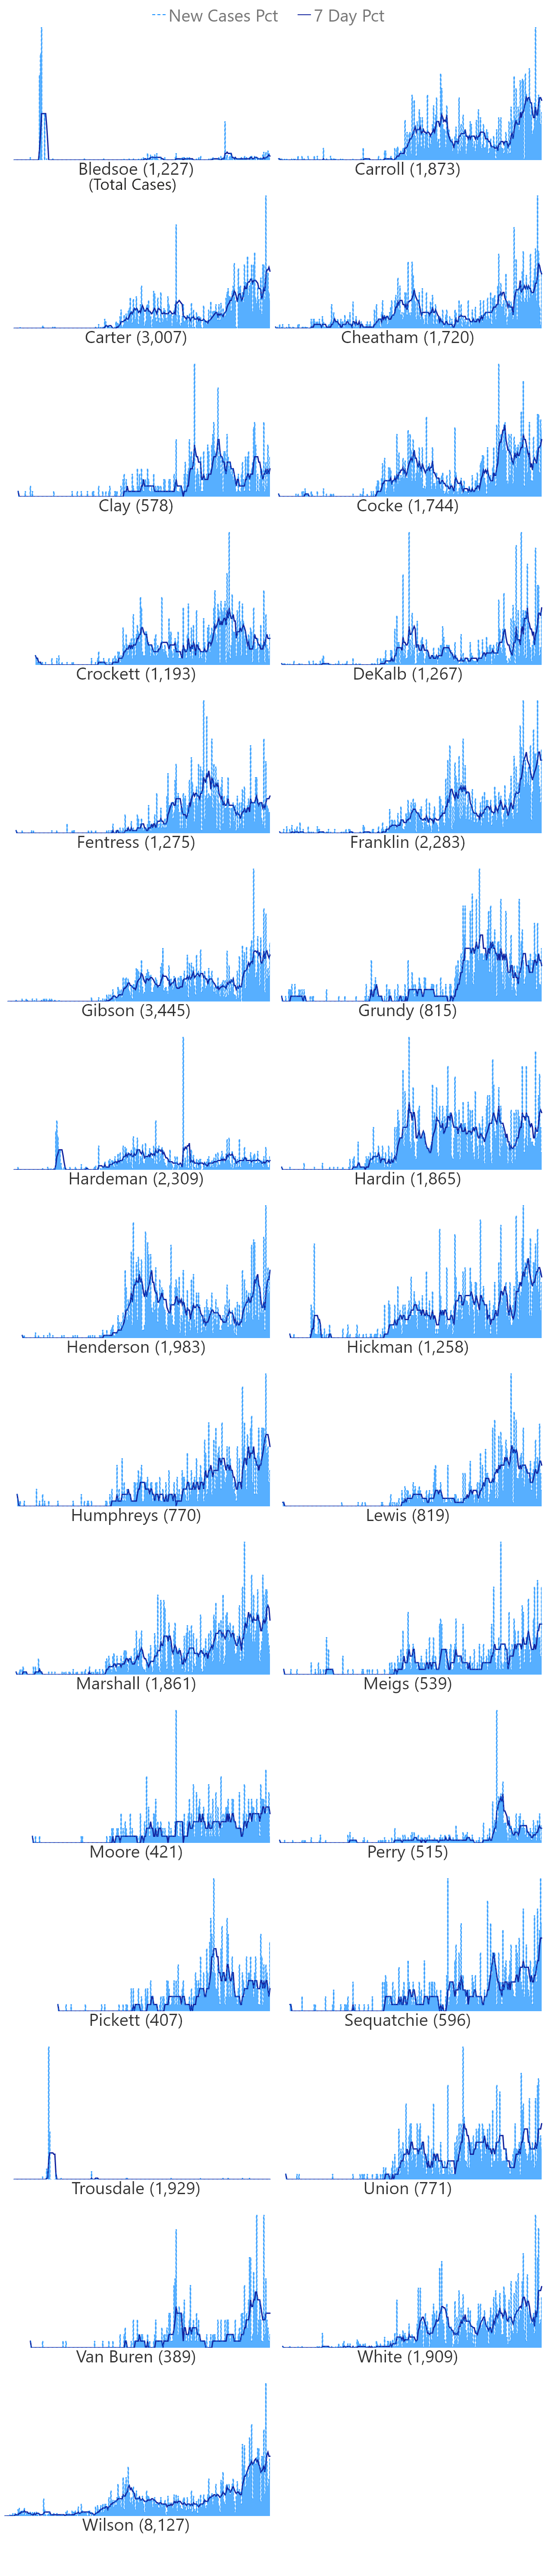 New Cases Pct 7 Day Pct
Bledsoe (1,227) Carroll (1,873)
(Total Cases)
Carter (3,007) Cheatham (1,720)
Clay (578) Cocke (1,744)
Crockett (1,193) DeKalb (1,267)
Fentress (1,275) Franklin (2,283)
Gibson (3,445) Grundy (815)
Hardeman (2,309) Hardin (1,865)
Henderson (1,983) Hickman (1,258)
Humphreys (770) Lewis (819)
Marshall (1,861) Meigs (539)
Moore (421) Perry (515)
Pickett (407) Sequatchie (596)
Trousdale (1,929) Union (771)
Van Buren (389) White (1,909)
Wilson (8,127)